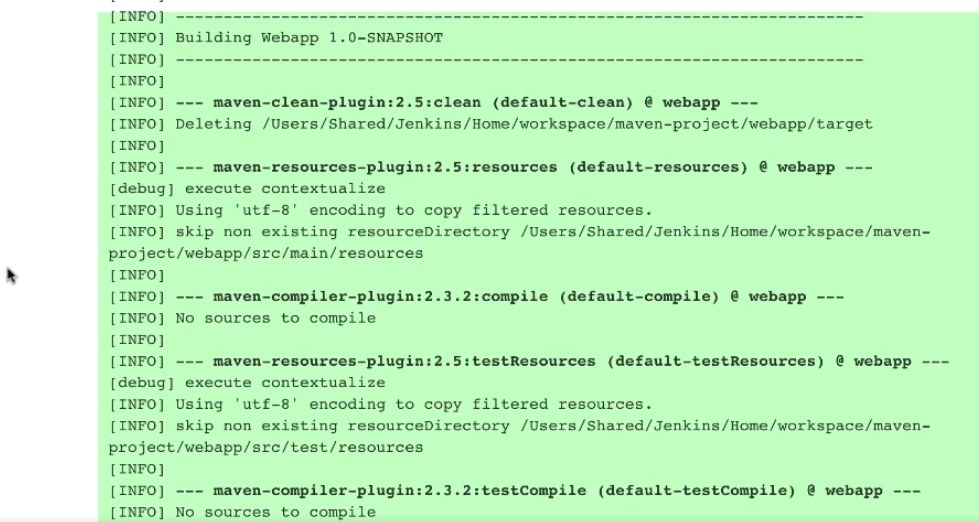 [INFO] ------------------------------------------------------------------------
[INFO] Building Webapp 1.0-SNAPSHOT
[INFO] ------------------------------------------------------------------------
[INFO]
[INFO] --- maven-clean-plugin:2.5:clean (default-clean) @ webapp ---
[INFO] Deleting /Users/Shared/Jenkins/Home/workspace/maven-project/webapp/target
[INFO]
[INFO] --- maven-resources-plugin:2.5:resources (default-resources) @ webapp ---
[debug] execute contextualize
[INFO] Using 'utf-8' encoding to copy filtered resources.
[INFO] skip non existing resourceDirectory /Users/Shared/Jenkins/Home/workspace/maven-
project/webapp/src/main/resources
[INFO]
[INFO] --- maven-compiler-plugin:2.3.2:compile (default-compile) @ webapp ---
[INFO] No sources to compile
[INFO]
[INFO] --- maven-resources-plugin:2.5:testResources (default-testResources) @ webapp ---
[debug] execute contextualize
[INFO] Using 'utf-8' encoding to copy filtered resources.
[INFO] skip non existing resourceDirectory /Users/Shared/Jenkins/Home/workspace/maven-
project/webapp/src/test/resources
[INFO]
[INFO] --- maven-compiler-plugin:2.3.2:testCompile (default-testCompile) @ webapp ---
[INFO] No sources to compile